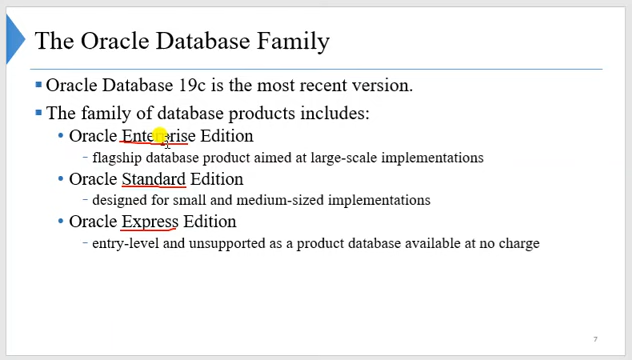 The Oracle Database Family
Oracle Database 19c is the most recent version.
The family of database products includes:
Oracle Enterprise Edition
- flagship database product aimed at large-scale implementations
Oracle Standard Edition
- designed for small and medium-sized implementations
Oracle Express Edition
- entry-level and unsupported as a product database available at no charge
7